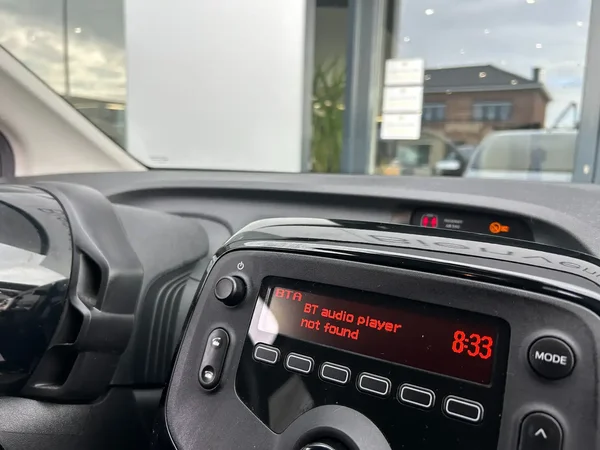 BTA
BT audio player
not found
8:33
MODE